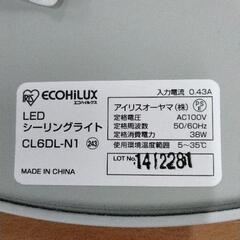 ECOHiLUX
エコハイルクス
入力電流 0.43A
LED
シーリングライト
CL6DL-N1 243
MADE IN CHINA
アイリスオーヤマ(株)
PSE
定格電圧 AC100V
定格周波数 50/60Hz
定格消費電力 38W
使用環境温度範囲 5~35℃
LOT No. 1412281